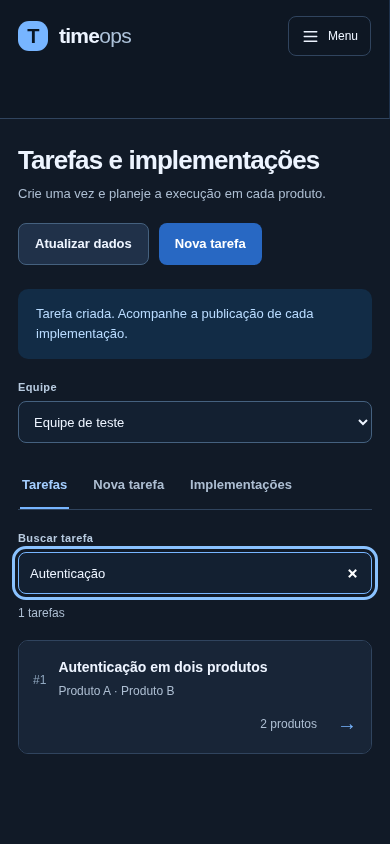 T timeops
Menu
Tarefas e implementações
Crie uma vez e planeje a execução em cada produto.
Atualizar dados
Nova tarefa
Tarefa criada. Acompanhe a publicação de cada
implementação.
Equipe
Equipe de teste
Tarefas Nova tarefa Implementações
Buscar tarefa
Autenticação ×
1 tarefas
#1
Autenticação em dois produtos
Produto A · Produto B
2 produtos →